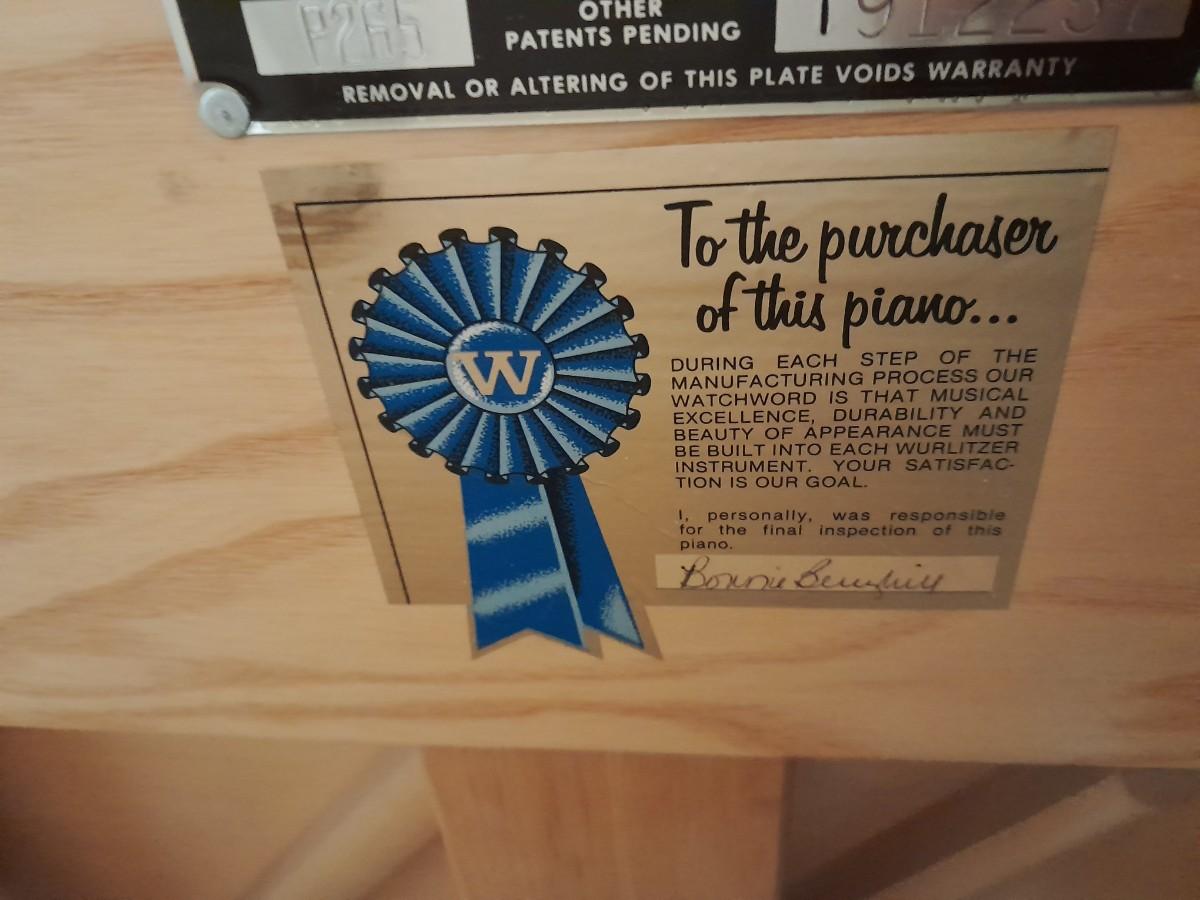 P265
OTHER
PATENTS PENDING
REMOVAL OR ALTERING OF THIS PLATE VOIDS WARRANTY
To the purchaser
of this piano...
W
DURING EACH STEP OF THE
MANUFACTURING PROCESS OUR
WATCHWORD IS THAT MUSICAL
EXCELLENCE, DURABILITY AND
BEAUTY OF APPEARANCE MUST
BE BUILT INTO EACH WURLITZER
INSTRUMENT. YOUR SATISFAC-
TION IS OUR GOAL.
I, personally, was responsible
for the final inspection of this
piano.
Bonnie